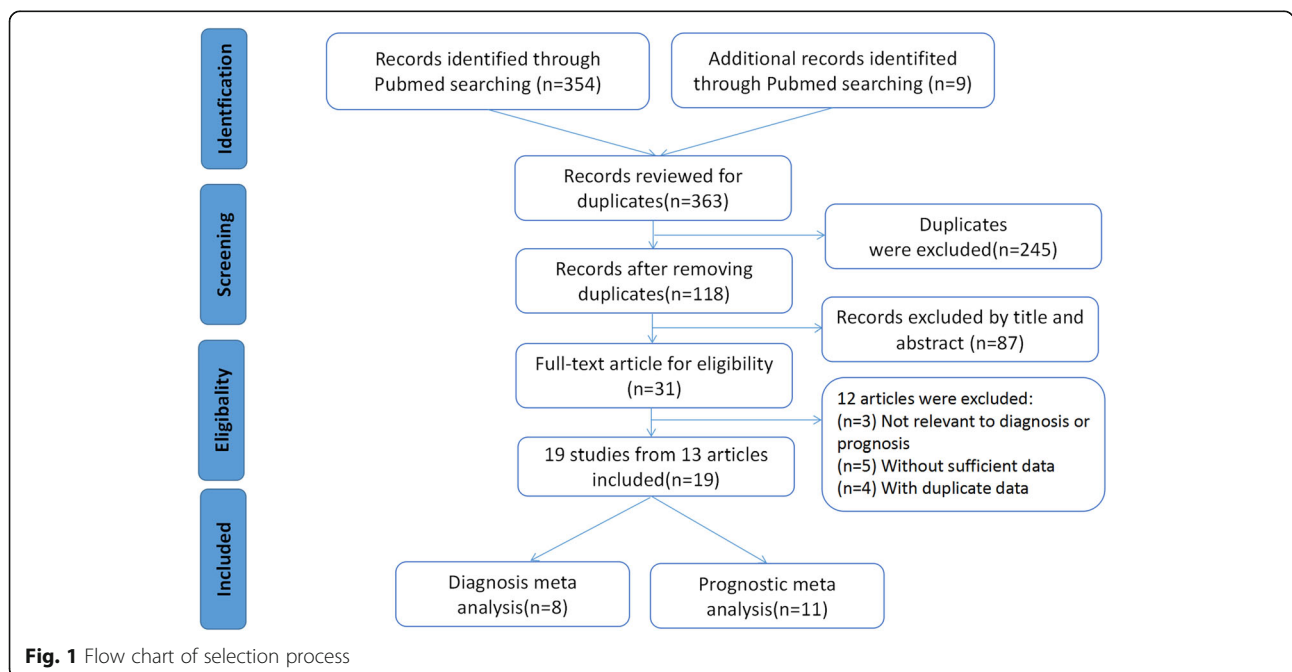 Identfication
Records identified through
Pubmed searching (n=354)
Additional records identifited
through Pubmed searching (n=9)
Records reviewed for
duplicates(n=363)
Screening
Duplicates
were excluded(n=245)
Records after removing
duplicates(n=118)
Records excluded by title and
abstract (n=87)
Eligibality
Full-text article for eligibility
(n=31)
12 articles were excluded:
(n=3) Not relevant to diagnosis or
prognosis
(n=5) Without sufficient data
(n=4) With duplicate data
19 studies from 13 articles
included(n=19)
Included
Diagnosis meta
analysis(n=8)
Prognostic meta
analysis(n=11)
Fig. 1 Flow chart of selection process